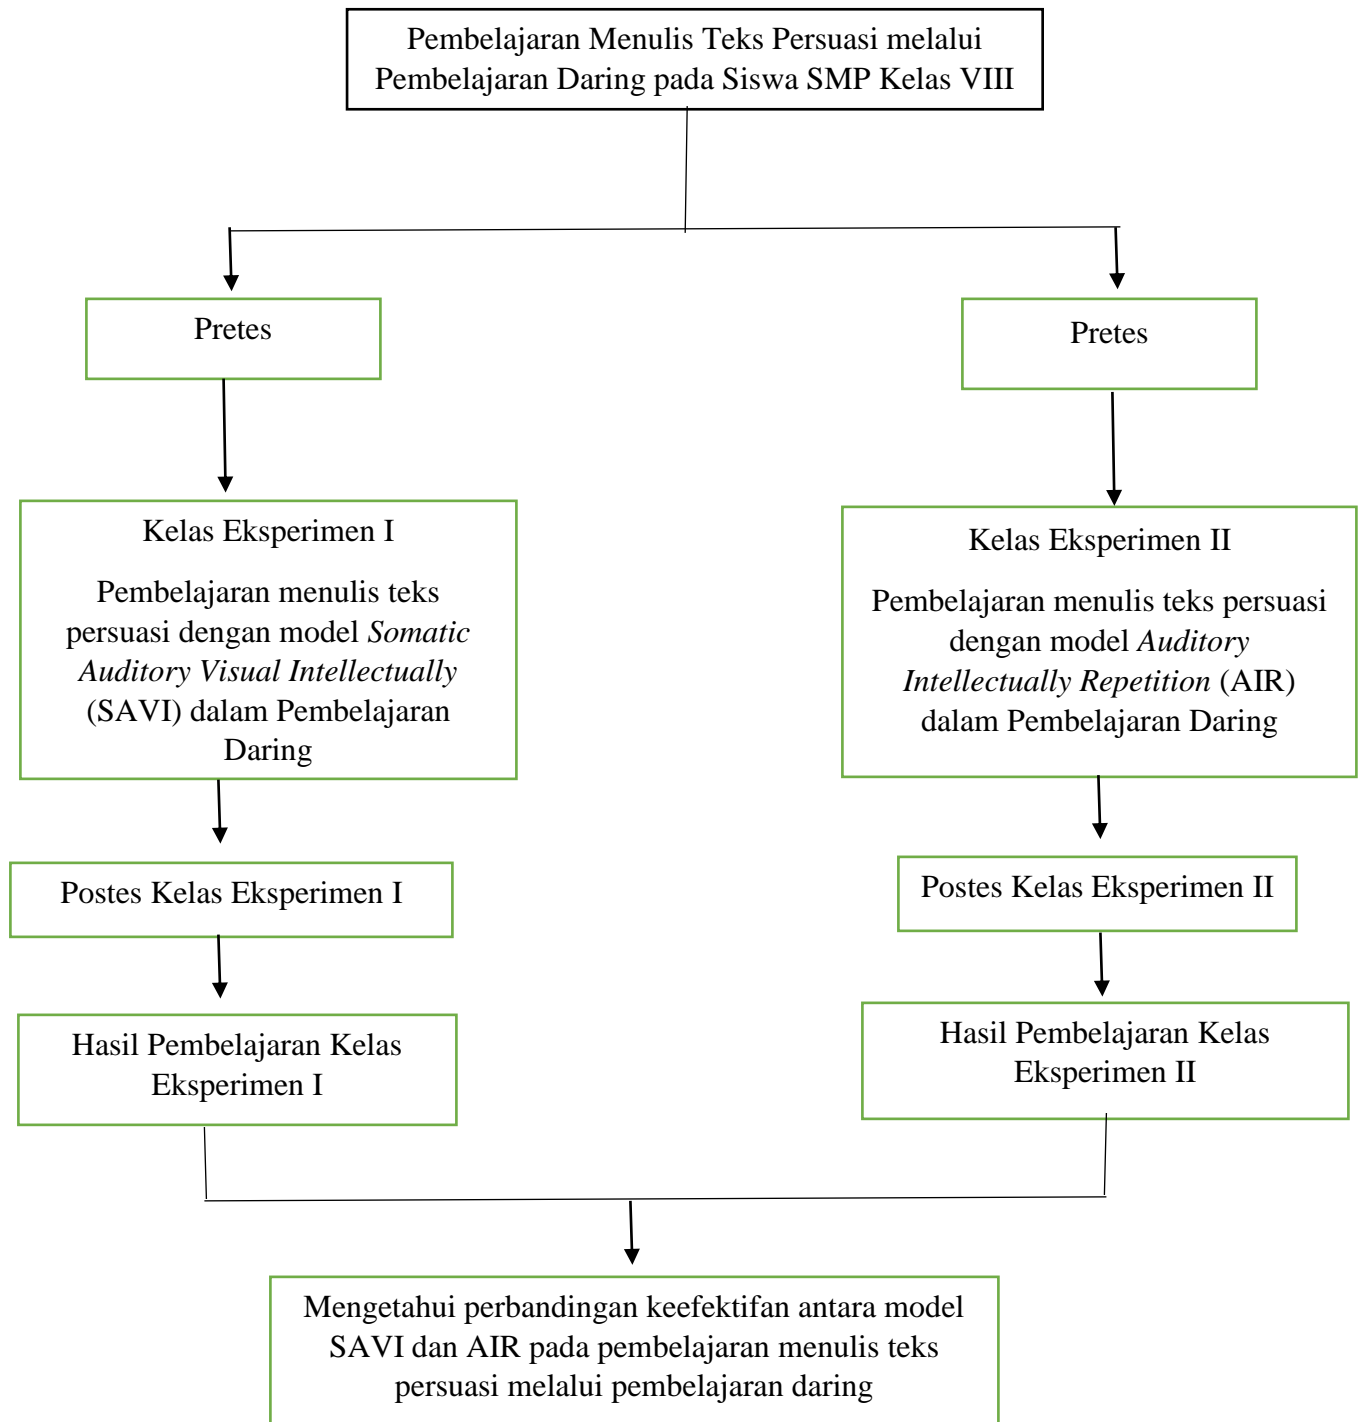 Pembelajaran Menulis Teks Persuasi melalui
Pembelajaran Daring pada Siswa SMP Kelas VIII
Pretes
Pretes
Kelas Eksperimen I
Pembelajaran menulis teks
persuasi dengan model Somatic
Auditory Visual Intellectually
(SAVI) dalam Pembelajaran
Daring
Kelas Eksperimen II
Pembelajaran menulis teks persuasi
dengan model Auditory
Intellectually Repetition (AIR)
dalam Pembelajaran Daring
Postes Kelas Eksperimen I
Postes Kelas Eksperimen II
Hasil Pembelajaran Kelas
Eksperimen I
Hasil Pembelajaran Kelas
Eksperimen II
Mengetahui perbandingan keefektifan antara model
SAVI dan AIR pada pembelajaran menulis teks
persuasi melalui pembelajaran daring